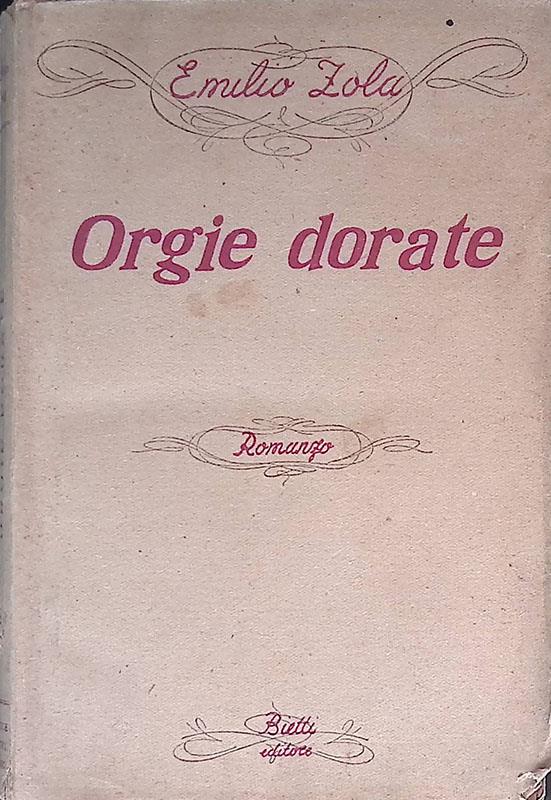 Emilio Zola
Orgie dorate
Romanzo
Bietti
editore